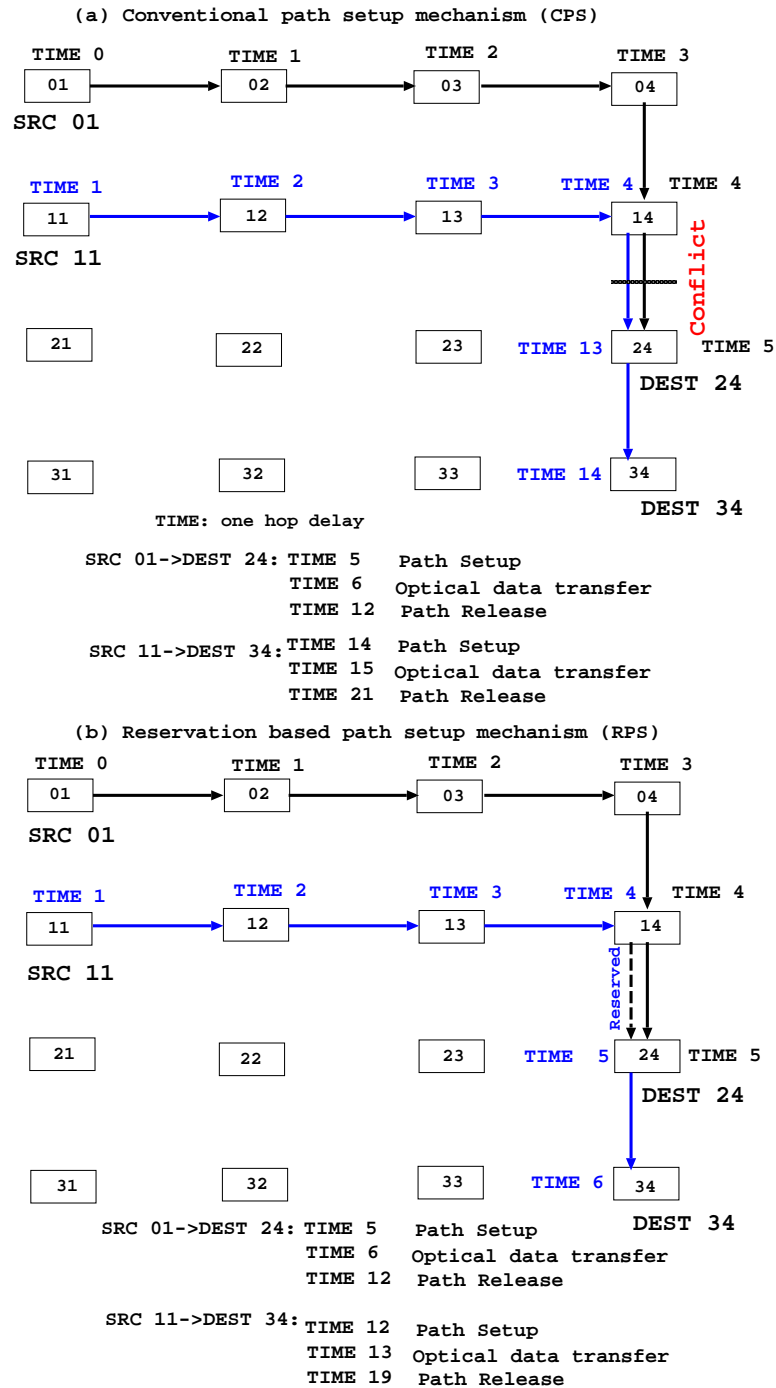 (a) Conventional path setup mechanism (CPS)
TIME 0 TIME 1 TIME 2 TIME 3
01 02 03 04
SRC 01
TIME 1 TIME 2 TIME 3 TIME 4 TIME 4
11 12 13 14
SRC 11
Conflict
21 22 23 TIME 13 24 TIME 5
DEST 24
31 32 33 TIME 14 34
DEST 34
TIME: one hop delay
SRC 01->DEST 24: TIME 5 Path Setup
TIME 6 Optical data transfer
TIME 12 Path Release
SRC 11->DEST 34: TIME 14 Path Setup
TIME 15 Optical data transfer
TIME 21 Path Release
(b) Reservation based path setup mechanism (RPS)
TIME 0 TIME 1 TIME 2 TIME 3
01 02 03 04
SRC 01
TIME 1 TIME 2 TIME 3 TIME 4 TIME 4
11 12 13 14
SRC 11
Reserved
21 22 23 TIME 5 24 TIME 5
DEST 24
31 32 33 TIME 6 34
DEST 34
SRC 01->DEST 24: TIME 5 Path Setup
TIME 6 Optical data transfer
TIME 12 Path Release
SRC 11->DEST 34: TIME 12 Path Setup
TIME 13 Optical data transfer
TIME 19 Path Release